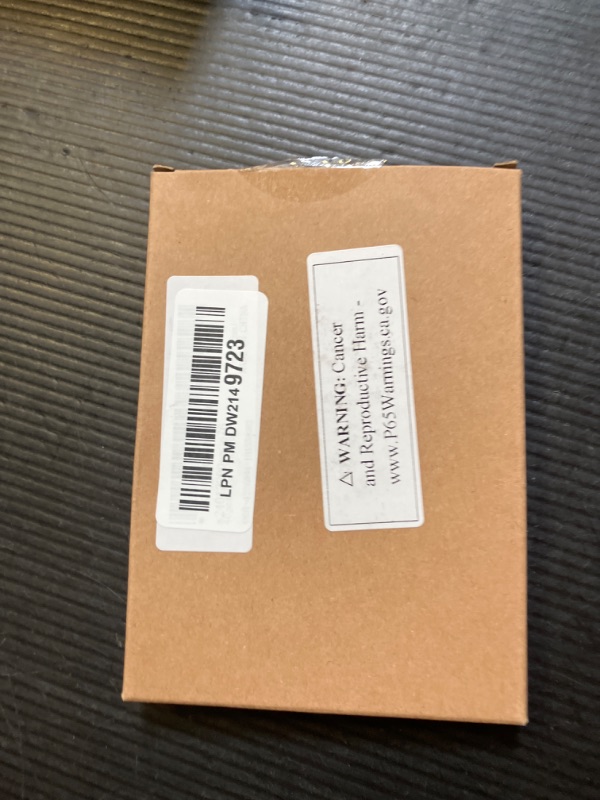 LPN PM DW2149723
⚠ WARNING: Cancer
and Reproductive Harm -
www.P65Warnings.ca.gov